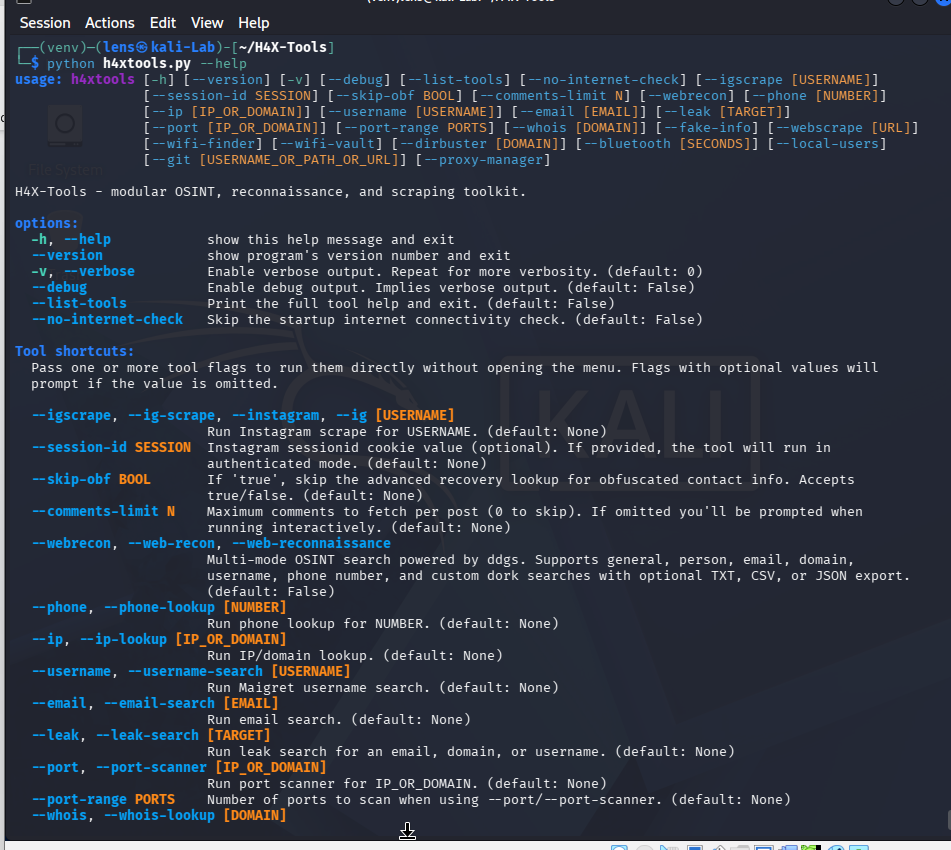 Session Actions Edit View Help
┌──(venv)─(lens㉿kali-Lab)-[~/H4X-Tools]
└─$ python h4xtools.py --help
usage: h4xtools [-h] [--version] [-v] [--debug] [--list-tools] [--no-internet-check] [--igscrape [USERNAME]]
[--session-id SESSION] [--skip-obf BOOL] [--comments-limit N] [--webrecon] [--phone [NUMBER]]
[--ip [IP_OR_DOMAIN]] [--username [USERNAME]] [--email [EMAIL]] [--leak [TARGET]]
[--port [IP_OR_DOMAIN]] [--port-range PORTS] [--whois [DOMAIN]] [--fake-info] [--webscrape [URL]]
[--wifi-finder] [--wifi-vault] [--dirbuster [DOMAIN]] [--bluetooth [SECONDS]] [--local-users]
[--git [USERNAME_OR_PATH_OR_URL]] [--proxy-manager]
File System
H4X-Tools - modular OSINT, reconnaissance, and scraping toolkit.
options:
-h, --help show this help message and exit
--version show program's version number and exit
-v, --verbose Enable verbose output. Repeat for more verbosity. (default: 0)
--debug Enable debug output. Implies verbose output. (default: False)
--list-tools Print the full tool help and exit. (default: False)
--no-internet-check Skip the startup internet connectivity check. (default: False)
Tool shortcuts:
Pass one or more tool flags to run them directly without opening the menu. Flags with optional values will
prompt if the value is omitted.
KALI
--igscrape, --ig-scrape, --instagram, --ig [USERNAME]
Run Instagram scrape for USERNAME. (default: None)
--session-id SESSION Instagram sessionid cookie value (optional). If provided, the tool will run in
authenticated mode. (default: None)
--skip-obf BOOL If 'true', skip the advanced recovery lookup for obfuscated contact info. Accepts
true/false. (default: None)
--comments-limit N Maximum comments to fetch per post (0 to skip). If omitted you'll be prompted when
running interactively. (default: None)
--webrecon, --web-recon, --web-reconnaissance
Multi-mode OSINT search powered by ddgs. Supports general, person, email, domain,
username, phone number, and custom dork searches with optional TXT, CSV, or JSON export.
(default: False)
--phone, --phone-lookup [NUMBER]
Run phone lookup for NUMBER. (default: None)
--ip, --ip-lookup [IP_OR_DOMAIN]
Run IP/domain lookup. (default: None)
--username, --username-search [USERNAME]
Run Maigret username search. (default: None)
--email, --email-search [EMAIL]
Run email search. (default: None)
--leak, --leak-search [TARGET]
Run leak search for an email, domain, or username. (default: None)
--port, --port-scanner [IP_OR_DOMAIN]
Run port scanner for IP_OR_DOMAIN. (default: None)
--port-range PORTS Number of ports to scan when using --port/--port-scanner. (default: None)
--whois, --whois-lookup [DOMAIN]